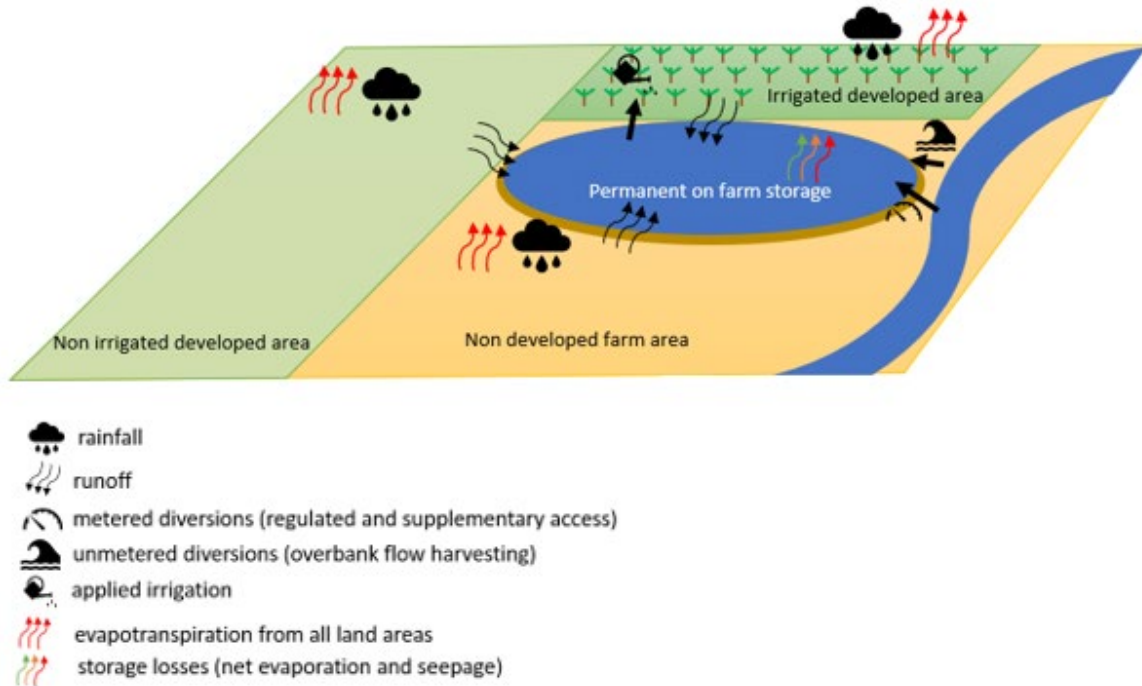 Irrigated developed area
Permanent on farm storage
Non irrigated developed area
Non developed farm area
rainfall
runoff
metered diversions (regulated and supplementary access)
unmetered diversions (overbank flow harvesting)
applied irrigation
evapotranspiration from all land areas
storage losses (net evaporation and seepage)